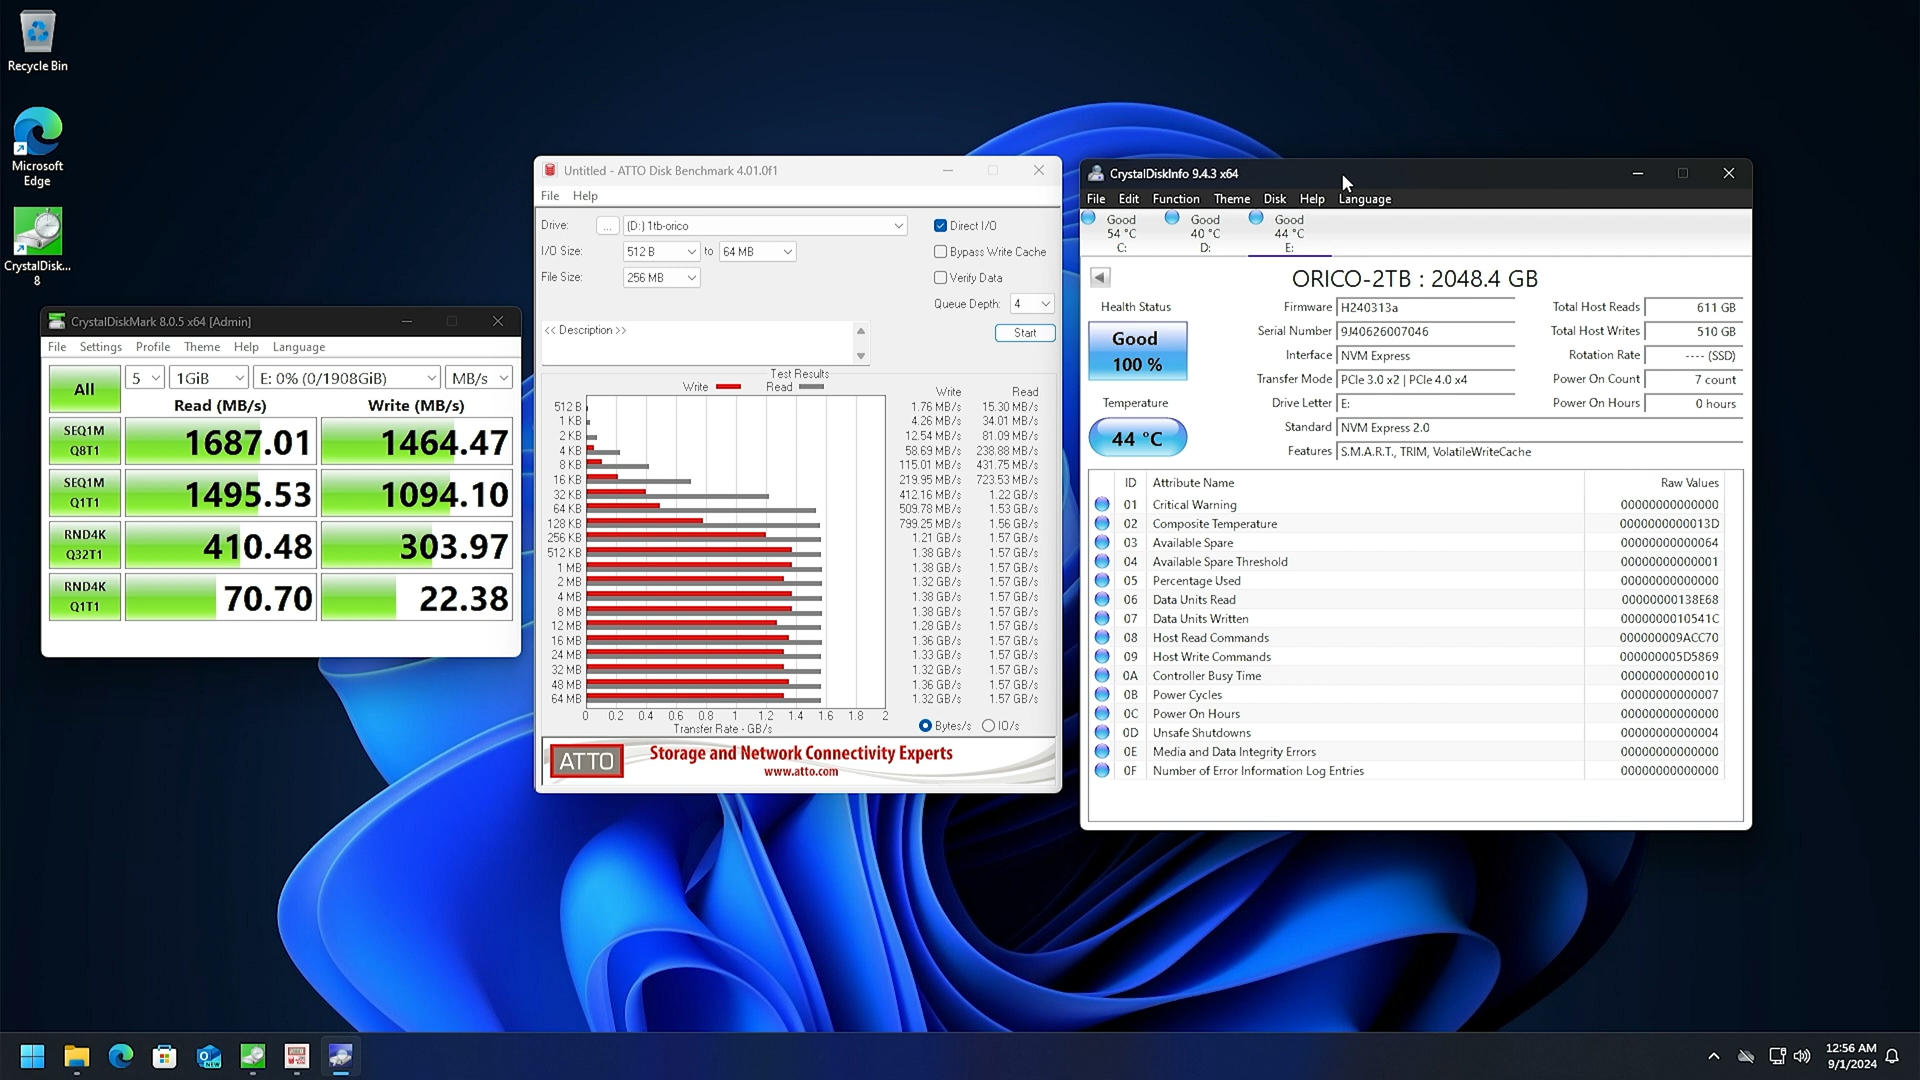 Recycle Bin
Microsoft
Edge
CrystalDisk...
8
CrystalDiskMark 8.0.5 x64 [Admin]
File Settings Profile Theme Help Language
All
5 1GiB E: 0% (0/1908GiB) MB/s
Read (MB/s) Write (MB/s)
SEQ1M
Q8T1
1687.01 1464.47
SEQ1M
Q1T1
1495.53 1094.10
RND4K
Q32T1
410.48 303.97
RND4K
Q1T1
70.70 22.38
Untitled - ATTO Disk Benchmark 4.01.0f1
File Help
Drive: ... (D:) 1tb-orico
I/O Size: 512 B to 64 MB
File Size: 256 MB
Direct I/O
Bypass Write Cache
Verify Data
Queue Depth: 4
<< Description >>
Start
Test Results
Write Read
Write Read
512 B 1.76 MB/s 15.30 MB/s
1 KB 4.26 MB/s 34.01 MB/s
2 KB 12.54 MB/s 81.09 MB/s
4 KB 58.69 MB/s 238.88 MB/s
8 KB 115.01 MB/s 431.75 MB/s
16 KB 219.95 MB/s 723.53 MB/s
32 KB 412.16 MB/s 1.22 GB/s
64 KB 509.78 MB/s 1.53 GB/s
128 KB 799.25 MB/s 1.56 GB/s
256 KB 1.21 GB/s 1.57 GB/s
512 KB 1.38 GB/s 1.57 GB/s
1 MB 1.38 GB/s 1.57 GB/s
2 MB 1.32 GB/s 1.57 GB/s
4 MB 1.38 GB/s 1.57 GB/s
8 MB 1.38 GB/s 1.57 GB/s
12 MB 1.28 GB/s 1.57 GB/s
16 MB 1.36 GB/s 1.57 GB/s
24 MB 1.33 GB/s 1.57 GB/s
32 MB 1.32 GB/s 1.57 GB/s
48 MB 1.36 GB/s 1.57 GB/s
64 MB 1.32 GB/s 1.57 GB/s
0 0.2 0.4 0.6 0.8 1 1.2 1.4 1.6 1.8 2
Transfer Rate - GB/s
Bytes/s IO/s
ATTO
Storage and Network Connectivity Experts
www.atto.com
CrystalDiskInfo 9.4.3 x64
File Edit Function Theme Disk Help Language
Good Good Good
54 °C 40 °C 44 °C
C: D: E:
ORICO-2TB : 2048.4 GB
Health Status
Good
100 %
Temperature
44 °C
Firmware H240313a
Serial Number 9J40626007046
Interface NVM Express
Transfer Mode PCIe 3.0 x2 | PCIe 4.0 x4
Drive Letter E:
Standard NVM Express 2.0
Features S.M.A.R.T., TRIM, VolatileWriteCache
Total Host Reads 611 GB
Total Host Writes 510 GB
Rotation Rate ---- (SSD)
Power On Count 7 count
Power On Hours 0 hours
ID Attribute Name Raw Values
01 Critical Warning 00000000000000
02 Composite Temperature 0000000000013D
03 Available Spare 00000000000064
04 Available Spare Threshold 00000000000001
05 Percentage Used 00000000000000
06 Data Units Read 00000000138E68
07 Data Units Written 0000000010541C
08 Host Read Commands 000000009ACC70
09 Host Write Commands 000000005D5869
0A Controller Busy Time 00000000000010
0B Power Cycles 00000000000007
0C Power On Hours 00000000000000
0D Unsafe Shutdowns 00000000000004
0E Media and Data Integrity Errors 00000000000000
0F Number of Error Information Log Entries 00000000000000
NEW
12:56 AM
9/1/2024